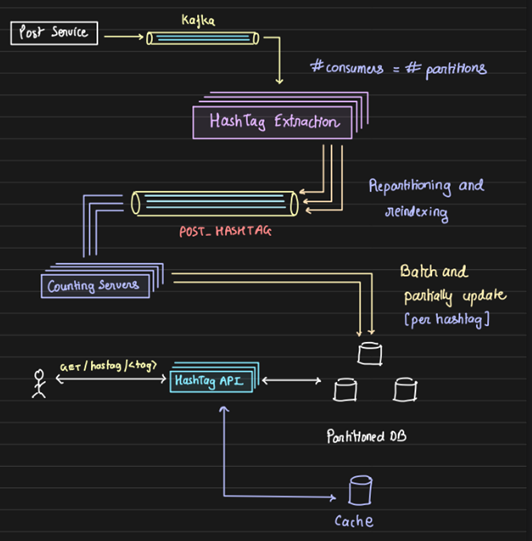 Kafka
Post Service
#consumers = # partitions
HashTag Extraction
Repartitioning and
reindexing
POST_HASHTAG
Counting Servers
Batch and
partially update
[per hashtag]
GET /hastag/<tag>
HashTag API
Partitioned DB
Cache